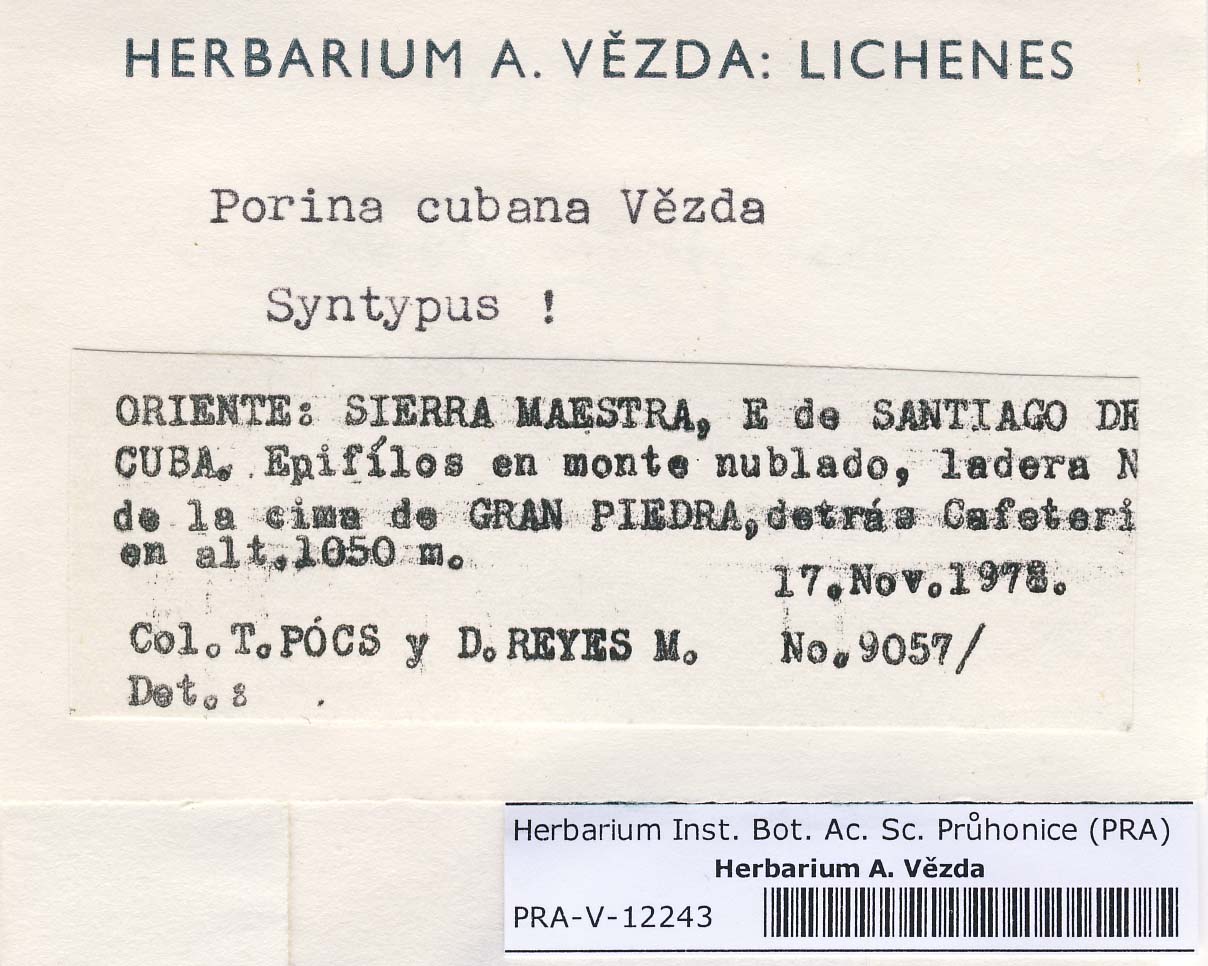 HERBARIUM A. VĚZDA: LICHENES
Porina cubana Vězda
Syntypus !
ORIENTE: SIERRA MAESTRA, E de SANTIAGO DE
CUBA. Epifílos en monte nublado, ladera N
de la cima de GRAN PIEDRA,detrás Cafeteri
en alt.1050 m.
17.Nov.1978.
Col.T.PÓCS y D.REYES M. No.9057/
Det.:
Herbarium Inst. Bot. Ac. Sc. Průhonice (PRA)
Herbarium A. Vězda
PRA-V-12243